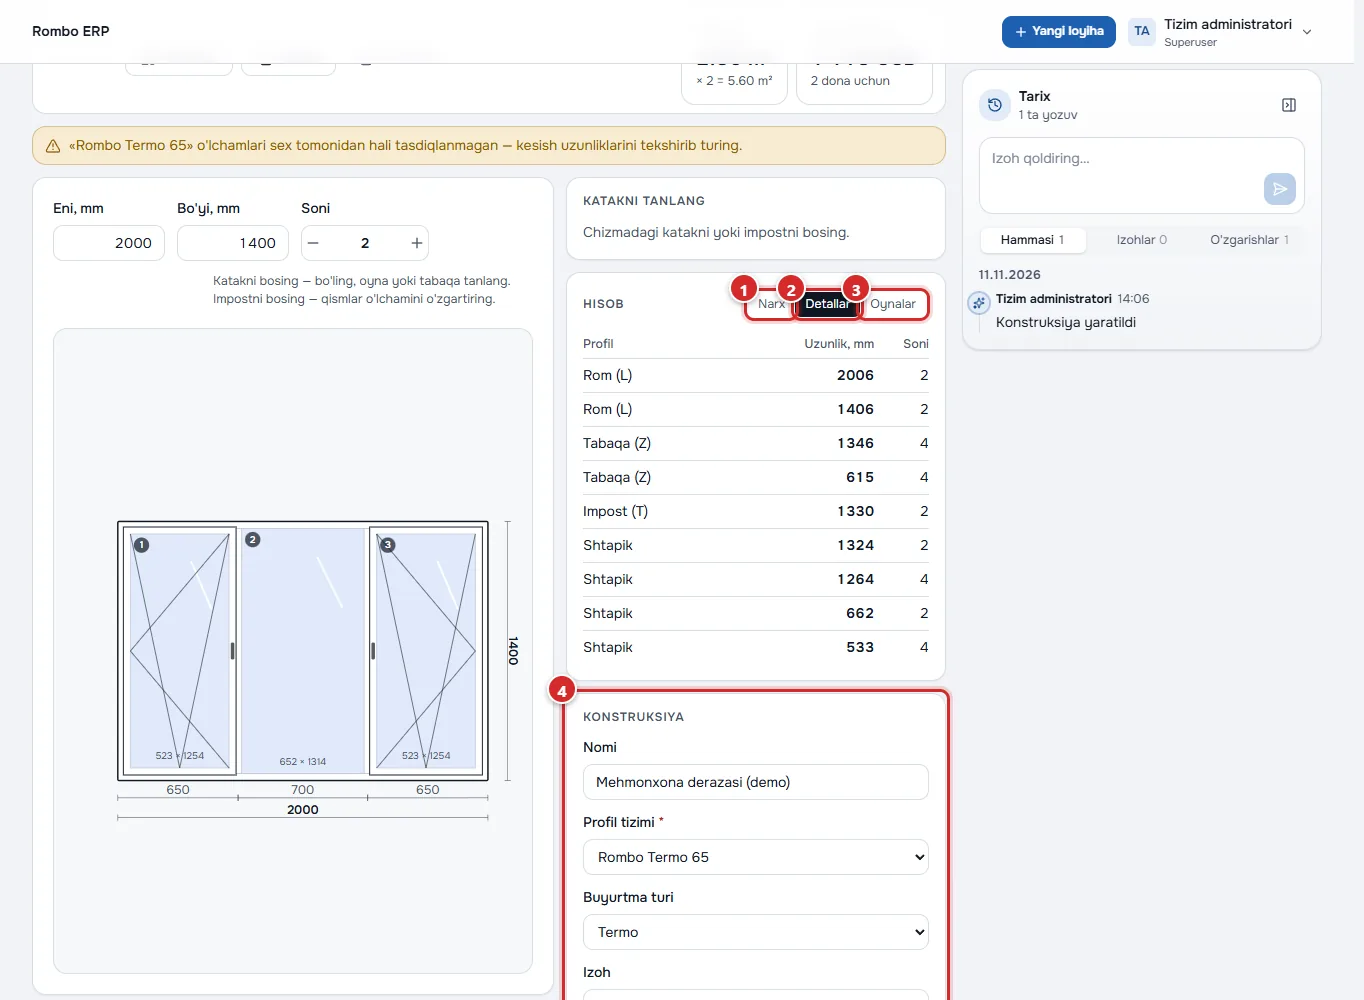 Rombo ERP
+ Yangi loyiha
TA
Tizim administratori
Superuser
× 2 = 5.60 m²
2 dona uchun
«Rombo Termo 65» o'lchamlari sex tomonidan hali tasdiqlanmagan — kesish uzunliklarini tekshirib turing.
Eni, mm
Bo'yi, mm
Soni
2000
1400
− 2 +
Katakni bosing — bo'ling, oyna yoki tabaqa tanlang.
Impostni bosing — qismlar o'lchamini o'zgartiring.
1
2
3
523 × 1254
652 × 1314
523 × 1254
1400
650
700
650
2000
KATAKNI TANLANG
Chizmadagi katakni yoki impostni bosing.
HISOB
1
Narx
2
Detallar
3
Oynalar
Profil Uzunlik, mm Soni
Rom (L) 2006 2
Rom (L) 1406 2
Tabaqa (Z) 1346 4
Tabaqa (Z) 615 4
Impost (T) 1330 2
Shtapik 1324 2
Shtapik 1264 4
Shtapik 662 2
Shtapik 533 4
4
KONSTRUKSIYA
Nomi
Mehmonxona derazasi (demo)
Profil tizimi *
Rombo Termo 65
Buyurtma turi
Termo
Izoh
Tarix
1 ta yozuv
Izoh qoldiring...
Hammasi 1
Izohlar 0
O'zgarishlar 1
11.11.2026
Tizim administratori 14:06
Konstruksiya yaratildi